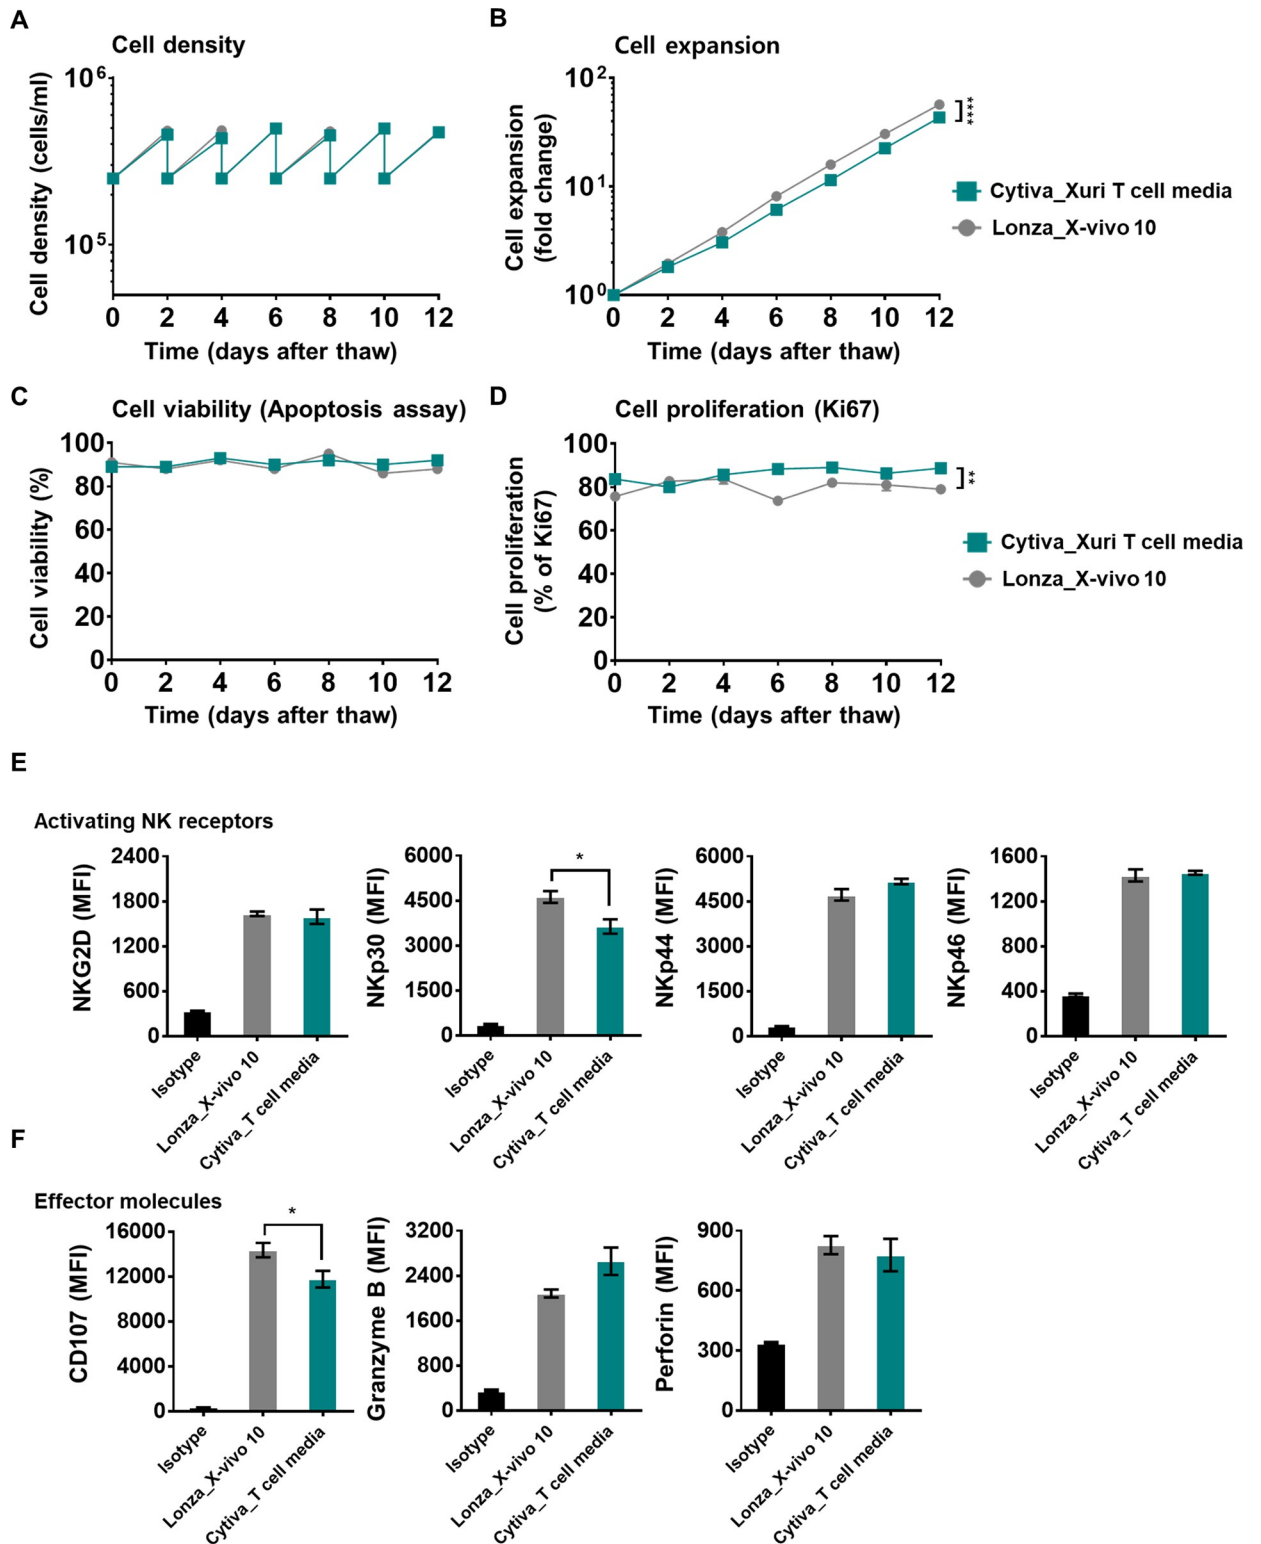 A
Cell density
Cell density (cells/ml)
10⁶
10⁵
0 2 4 6 8 10 12
Time (days after thaw)
B
Cell expansion
Cell expansion
(fold change)
10²
10¹
10⁰
0 2 4 6 8 10 12
Time (days after thaw)
****
Cytiva_Xuri T cell media
Lonza_X-vivo 10
C
Cell viability (Apoptosis assay)
Cell viability (%)
100
80
60
40
20
0
0 2 4 6 8 10 12
Time (days after thaw)
D
Cell proliferation (Ki67)
Cell proliferation
(% of Ki67)
100
80
60
40
20
0
0 2 4 6 8 10 12
Time (days after thaw)
**
Cytiva_Xuri T cell media
Lonza_X-vivo 10
E
Activating NK receptors
NKG2D (MFI)
2400
1800
1200
600
0
Isotype
Lonza_X-vivo 10
Cytiva_T cell media
NKp30 (MFI)
6000
4500
3000
1500
0
*
Isotype
Lonza_X-vivo 10
Cytiva_T cell media
NKp44 (MFI)
6000
4500
3000
1500
0
Isotype
Lonza_X-vivo 10
Cytiva_T cell media
NKp46 (MFI)
1600
1200
800
400
0
Isotype
Lonza_X-vivo 10
Cytiva_T cell media
F
Effector molecules
CD107 (MFI)
16000
12000
8000
4000
0
*
Isotype
Lonza_X-vivo 10
Cytiva_T cell media
Granzyme B (MFI)
3200
2400
1600
800
0
Isotype
Lonza_X-vivo 10
Cytiva_T cell media
Perforin (MFI)
900
600
300
0
Isotype
Lonza_X-vivo 10
Cytiva_T cell media